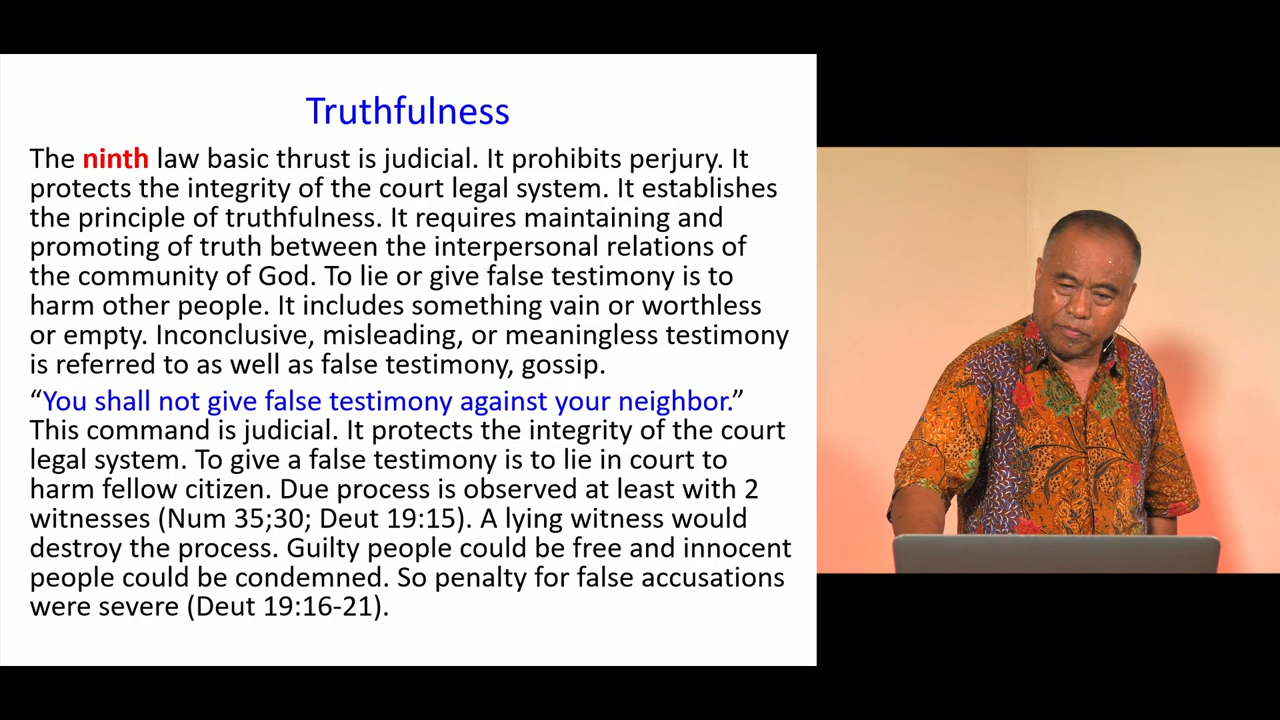 Truthfulness
The ninth law basic thrust is judicial. It prohibits perjury. It
protects the integrity of the court legal system. It establishes
the principle of truthfulness. It requires maintaining and
promoting of truth between the interpersonal relations of
the community of God. To lie or give false testimony is to
harm other people. It includes something vain or worthless
or empty. Inconclusive, misleading, or meaningless testimony
is referred to as well as false testimony, gossip.
“You shall not give false testimony against your neighbor.”
This command is judicial. It protects the integrity of the court
legal system. To give a false testimony is to lie in court to
harm fellow citizen. Due process is observed at least with 2
witnesses (Num 35;30; Deut 19:15). A lying witness would
destroy the process. Guilty people could be free and innocent
people could be condemned. So penalty for false accusations
were severe (Deut 19:16-21).